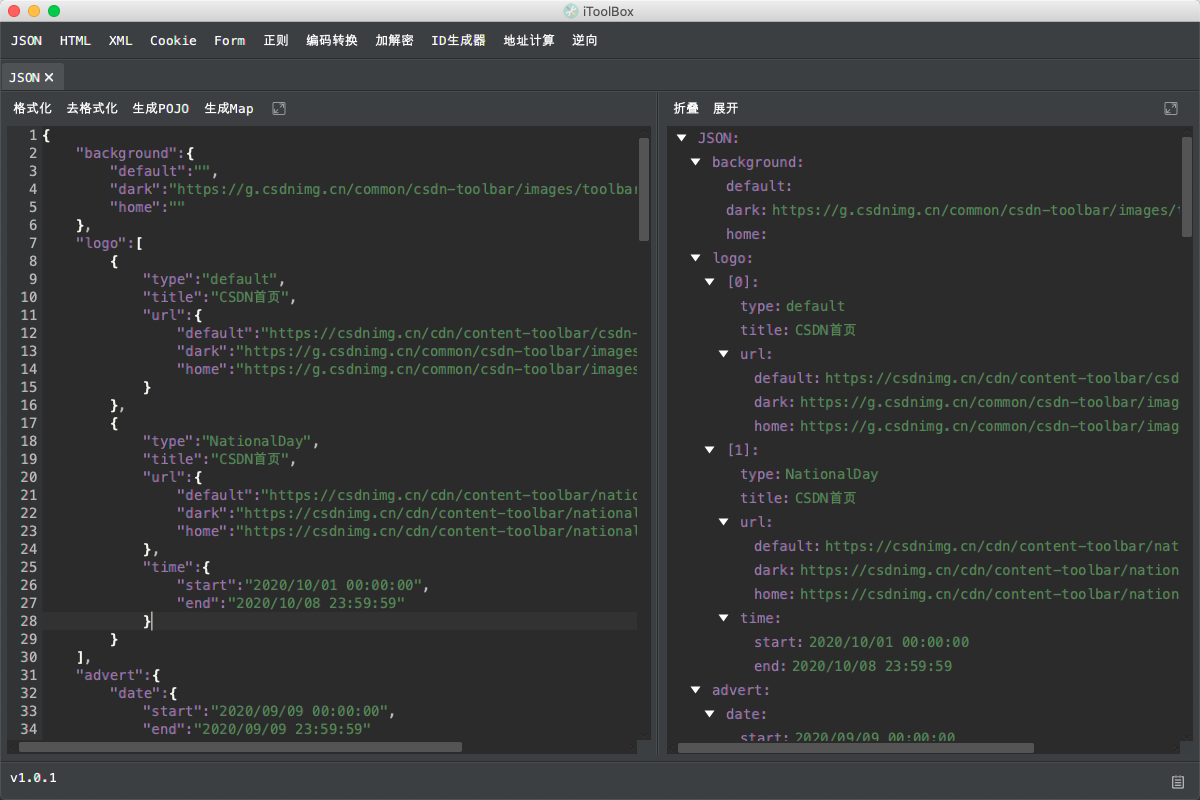 iToolBox
JSON HTML XML Cookie Form 正则 编码转换 加解密 ID生成器 地址计算 逆向
JSON ×
格式化 去格式化 生成POJO 生成Map
1 {
2 "background":{
3 "default":"",
4 "dark":"https://g.csdnimg.cn/common/csdn-toolbar/images/toolbar
5 "home":""
6 },
7 "logo":[
8 {
9 "type":"default",
10 "title":"CSDN首页",
11 "url":{
12 "default":"https://csdnimg.cn/cdn/content-toolbar/csdn-
13 "dark":"https://g.csdnimg.cn/common/csdn-toolbar/images
14 "home":"https://g.csdnimg.cn/common/csdn-toolbar/images
15 }
16 },
17 {
18 "type":"NationalDay",
19 "title":"CSDN首页",
20 "url":{
21 "default":"https://csdnimg.cn/cdn/content-toolbar/natio
22 "dark":"https://csdnimg.cn/cdn/content-toolbar/national
23 "home":"https://csdnimg.cn/cdn/content-toolbar/national
24 },
25 "time":{
26 "start":"2020/10/01 00:00:00",
27 "end":"2020/10/08 23:59:59"
28 }
29 }
30 ],
31 "advert":{
32 "date":{
33 "start":"2020/09/09 00:00:00",
34 "end":"2020/09/09 23:59:59"
折叠 展开
JSON:
background:
default:
dark: https://g.csdnimg.cn/common/csdn-toolbar/images/t
home:
logo:
[0]:
type: default
title: CSDN首页
url:
default: https://csdnimg.cn/cdn/content-toolbar/csd
dark: https://g.csdnimg.cn/common/csdn-toolbar/imag
home: https://g.csdnimg.cn/common/csdn-toolbar/imag
[1]:
type: NationalDay
title: CSDN首页
url:
default: https://csdnimg.cn/cdn/content-toolbar/nat
dark: https://csdnimg.cn/cdn/content-toolbar/nation
home: https://csdnimg.cn/cdn/content-toolbar/nation
time:
start: 2020/10/01 00:00:00
end: 2020/10/08 23:59:59
advert:
date:
start: 2020/09/09 00:00:00
v1.0.1